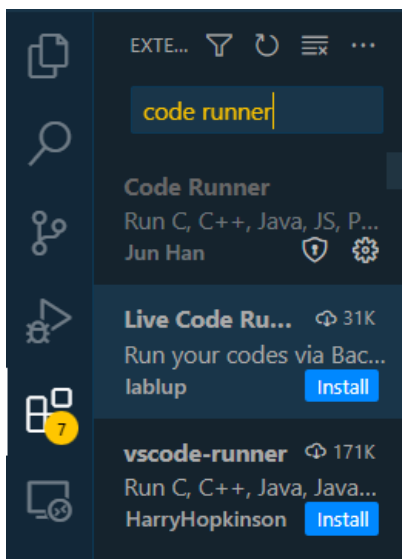 EXTE...
code runner
Code Runner
Run C, C++, Java, JS, P...
Jun Han
Live Code Ru... 31K
Run your codes via Bac...
lablup Install
7
vscode-runner 171K
Run C, C++, Java, Java...
HarryHopkinson Install